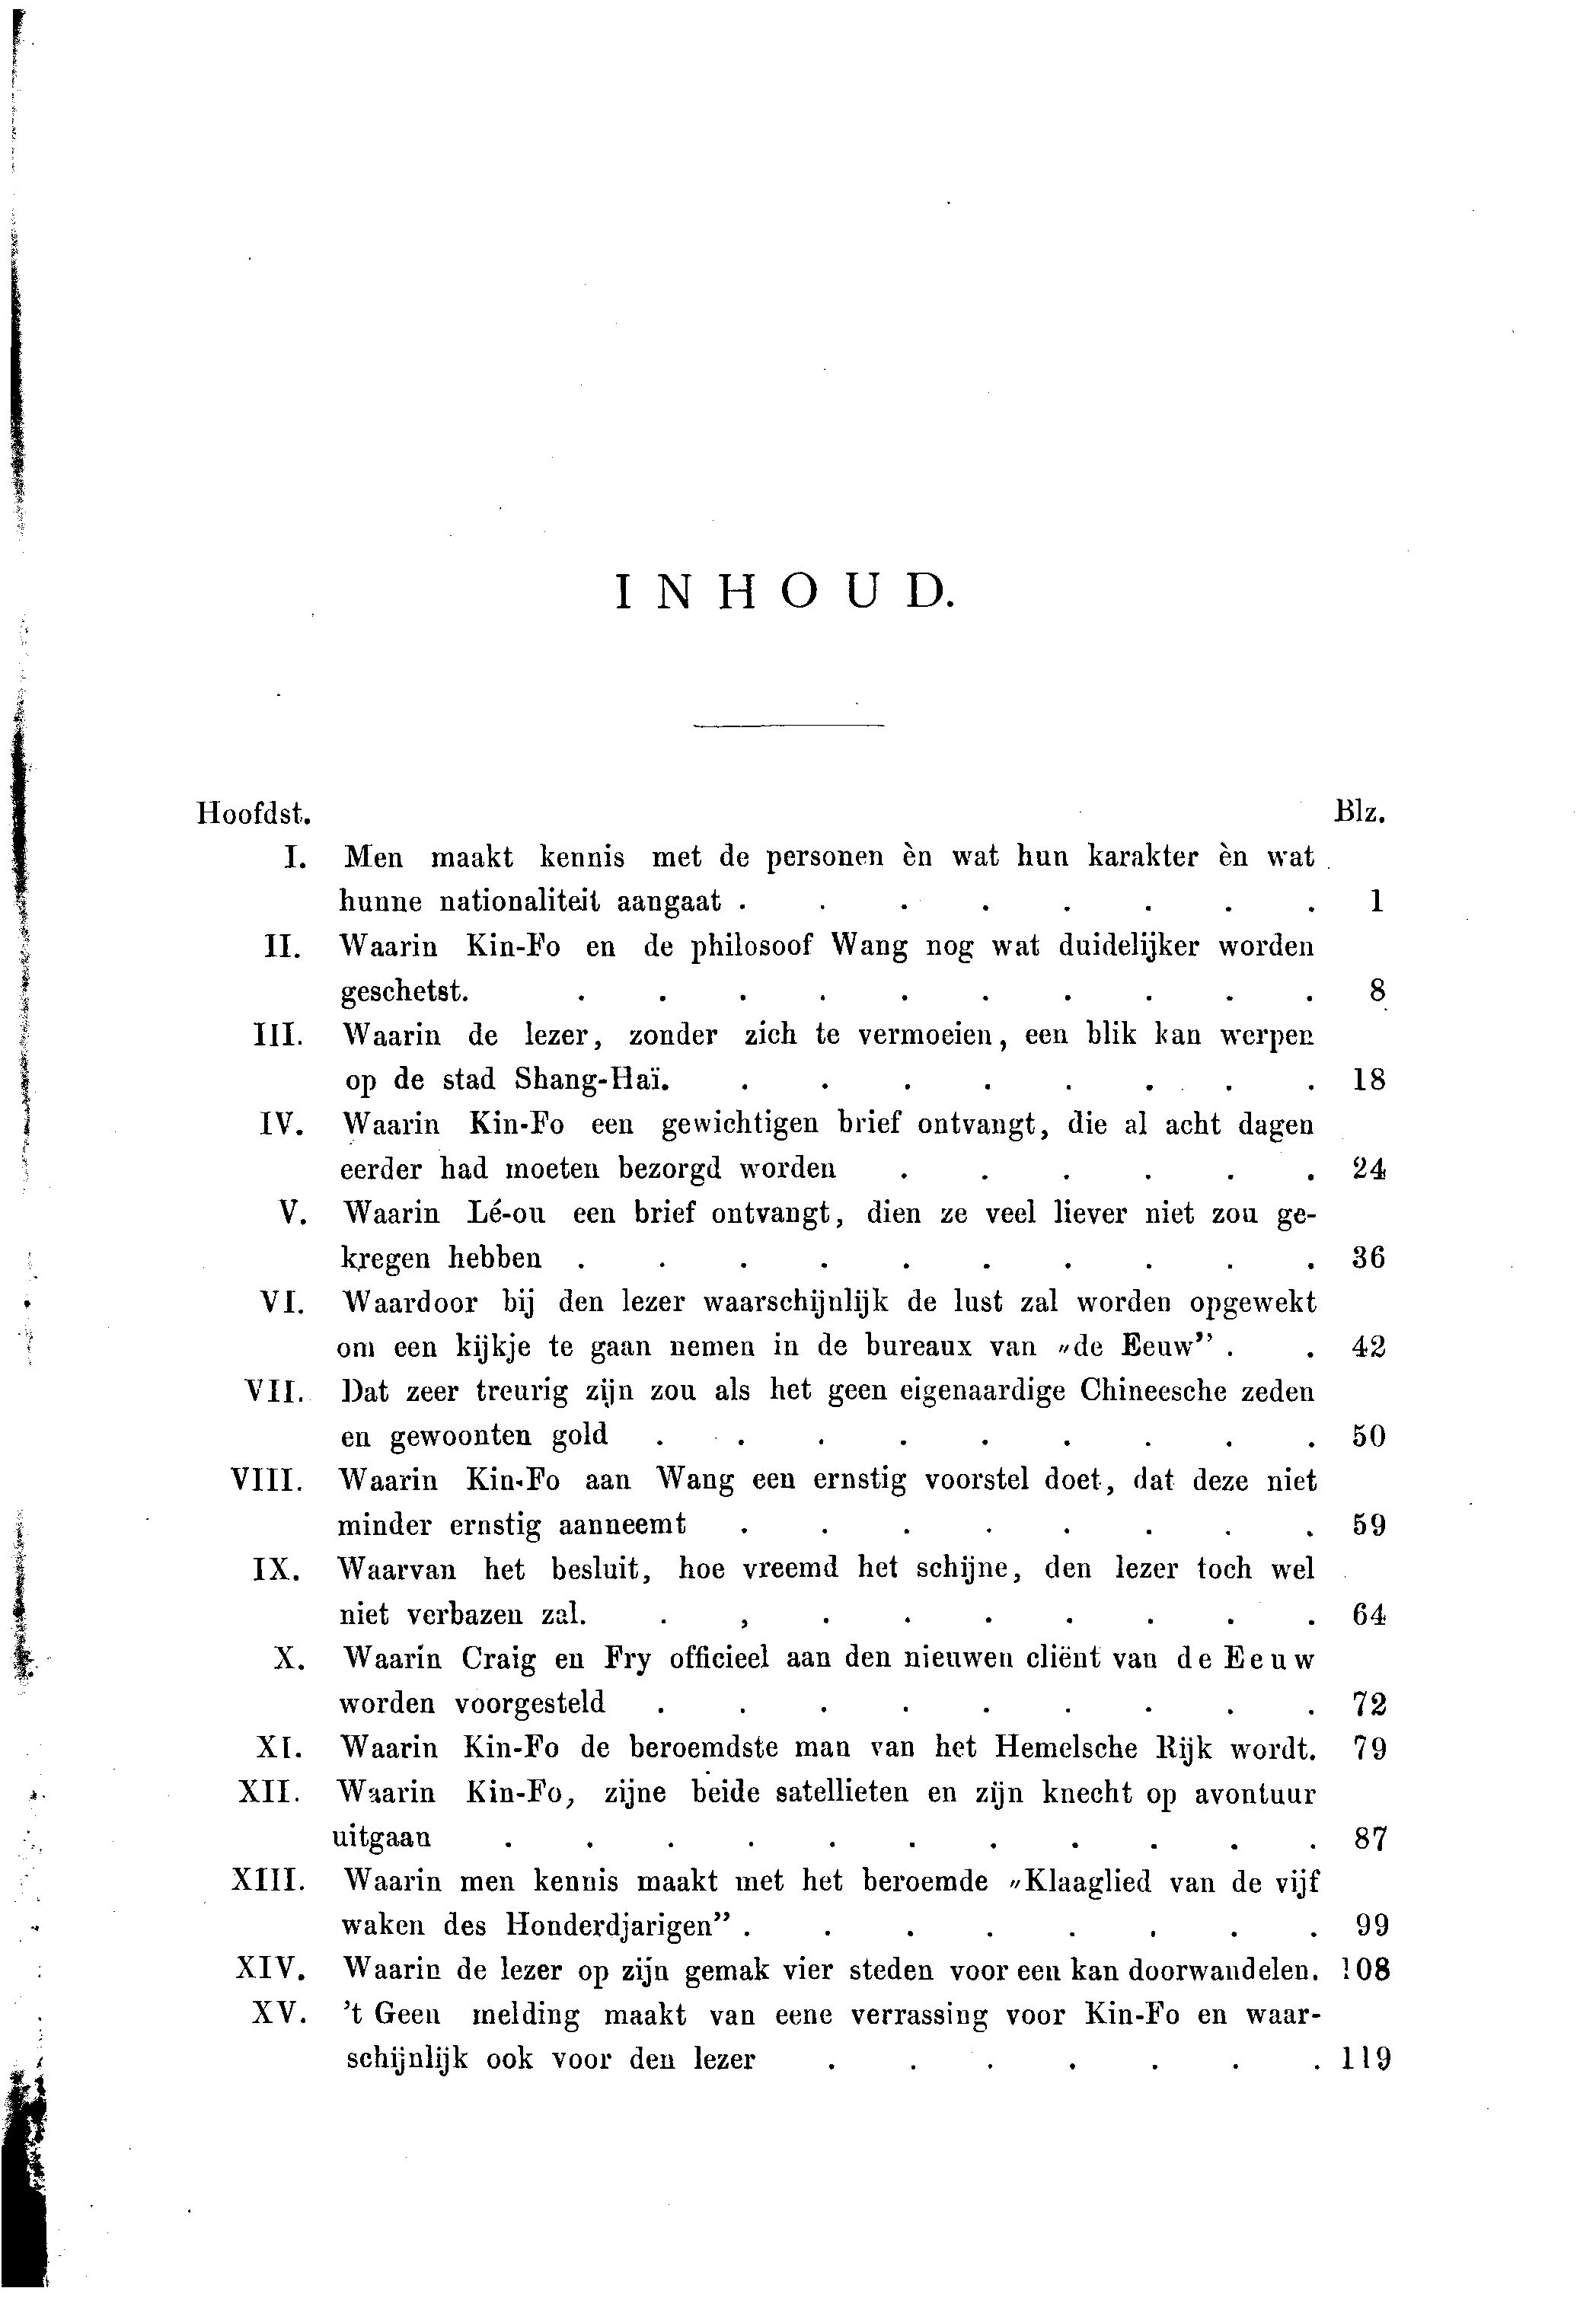 INHOUD.
Hoofdst. Blz.
I. Men maakt kennis met de personen èn wat hun karakter èn wat
hunne nationaliteit aangaat . . . . . . . . 1
II. Waarin Kin-Fo en de philosoof Wang nog wat duidelijker worden
geschetst. . . . . . . . . . . 8
III. Waarin de lezer, zonder zich te vermoeien, een blik kan werpen
op de stad Shang-Haï. . . . . . . . . 18
IV. Waarin Kin-Fo een gewichtigen brief ontvangt, die al acht dagen
eerder had moeten bezorgd worden . . . . . . 24
V. Waarin Lé-ou een brief ontvangt, dien ze veel liever niet zou ge-
kregen hebben . . . . . . . . . . 36
VI. Waardoor bij den lezer waarschijnlijk de lust zal worden opgewekt
om een kijkje te gaan nemen in de bureaux van „de Eeuw” . . 42
VII. Dat zeer treurig zijn zou als het geen eigenaardige Chineesche zeden
en gewoonten gold . . . . . . . . . 50
VIII. Waarin Kin-Fo aan Wang een ernstig voorstel doet, dat deze niet
minder ernstig aanneemt . . . . . . . . 59
IX. Waarvan het besluit, hoe vreemd het schijne, den lezer toch wel
niet verbazen zal. . , . . . . . . . 64
X. Waarin Craig en Fry officieel aan den nieuwen cliënt van de Eeuw
worden voorgesteld . . . . . . . . . 72
XI. Waarin Kin-Fo de beroemdste man van het Hemelsche Rijk wordt. 79
XII. Waarin Kin-Fo, zijne beide satellieten en zijn knecht op avontuur
uitgaan . . . . . . . . . . . 87
XIII. Waarin men kennis maakt met het beroemde „Klaaglied van de vijf
waken des Honderdjarigen” . . . . . . . . 99
XIV. Waarin de lezer op zijn gemak vier steden voor een kan doorwandelen. 108
XV. 't Geen melding maakt van eene verrassing voor Kin-Fo en waar-
schijnlijk ook voor den lezer . . . . . . . 119